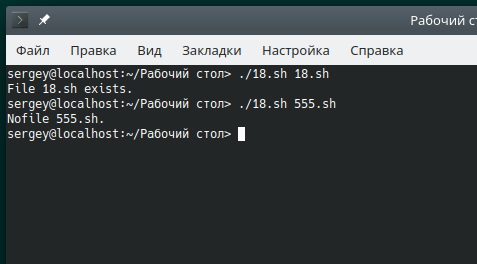 Рабочий ст
Файл Правка Вид Закладки Настройка Справка
sergey@localhost:~/Рабочий стол> ./18.sh 18.sh
File 18.sh exists.
sergey@localhost:~/Рабочий стол> ./18.sh 555.sh
Nofile 555.sh.
sergey@localhost:~/Рабочий стол>